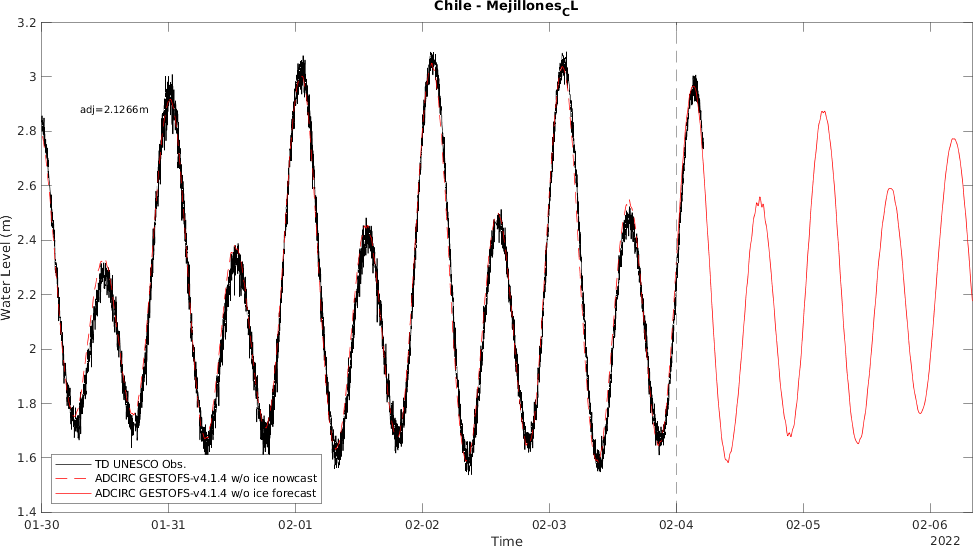 Chile - Mejillones_CL
3.2
3
2.8
2.6
2.4
2.2
2
1.8
1.6
1.4
Water Level (m)
adj=2.1266m
TD UNESCO Obs.
ADCIRC GESTOFS-v4.1.4 w/o ice nowcast
ADCIRC GESTOFS-v4.1.4 w/o ice forecast
01-30 01-31 02-01 02-02 02-03 02-04 02-05 02-06
Time
2022